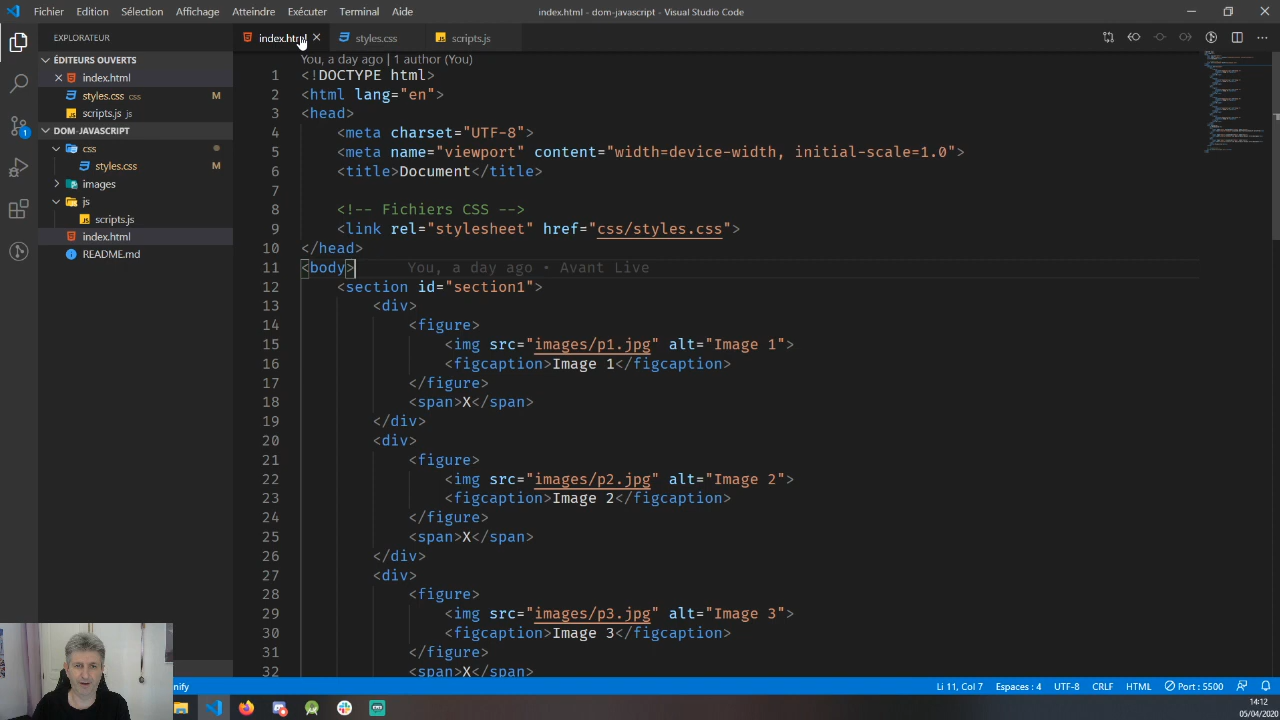 Fichier Edition Sélection Affichage Atteindre Exécuter Terminal Aide
index.html - dom-javascript - Visual Studio Code
EXPLORATEUR
ÉDITEURS OUVERTS
index.html
styles.css css M
scripts.js js
DOM-JAVASCRIPT
css
styles.css M
images
js
scripts.js
index.html
README.md
index.html styles.css scripts.js
You, a day ago | 1 author (You)
1 <!DOCTYPE html>
2 <html lang="en">
3 <head>
4 <meta charset="UTF-8">
5 <meta name="viewport" content="width=device-width, initial-scale=1.0">
6 <title>Document</title>
7
8 <!-- Fichiers CSS -->
9 <link rel="stylesheet" href="css/styles.css">
10 </head>
11 <body> You, a day ago • Avant Live
12 <section id="section1">
13 <div>
14 <figure>
15 <img src="images/p1.jpg" alt="Image 1">
16 <figcaption>Image 1</figcaption>
17 </figure>
18 <span>X</span>
19 </div>
20 <div>
21 <figure>
22 <img src="images/p2.jpg" alt="Image 2">
23 <figcaption>Image 2</figcaption>
24 </figure>
25 <span>X</span>
26 </div>
27 <div>
28 <figure>
29 <img src="images/p3.jpg" alt="Image 3">
30 <figcaption>Image 3</figcaption>
31 </figure>
32 <span>X</span>
1
Ln 11, Col 7 Espaces : 4 UTF-8 CRLF HTML Port : 5500
14:12
05/04/2020